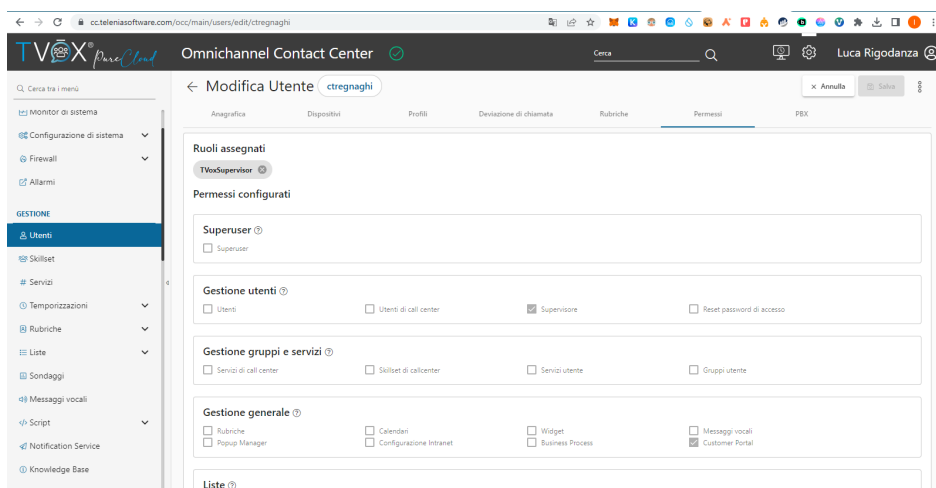 cc.teleniasoftware.com/occ/main/users/edit/ctregnaghi
TVOX® PureCloud
Omnichannel Contact Center
Cerca
Luca Rigodanza
Cerca tra i menù
Modifica Utente
ctregnaghi
× Annulla
Salva
Monitor di sistema
Configurazione di sistema
Firewall
Allarmi
GESTIONE
Utenti
Skillset
# Servizi
Temporizzazioni
Rubriche
Liste
Sondaggi
Messaggi vocali
Script
Notification Service
Knowledge Base
Anagrafica Dispositivi Profili Deviazione di chiamata Rubriche Permessi PBX
Ruoli assegnati
TVoxSupervisor
Permessi configurati
Superuser
Superuser
Gestione utenti
Utenti Utenti di call center Supervisore Reset password di accesso
Gestione gruppi e servizi
Servizi di call center Skillset di callcenter Servizi utente Gruppi utente
Gestione generale
Rubriche Calendari Widget Messaggi vocali
Popup Manager Configurazione Intranet Business Process Customer Portal
Liste